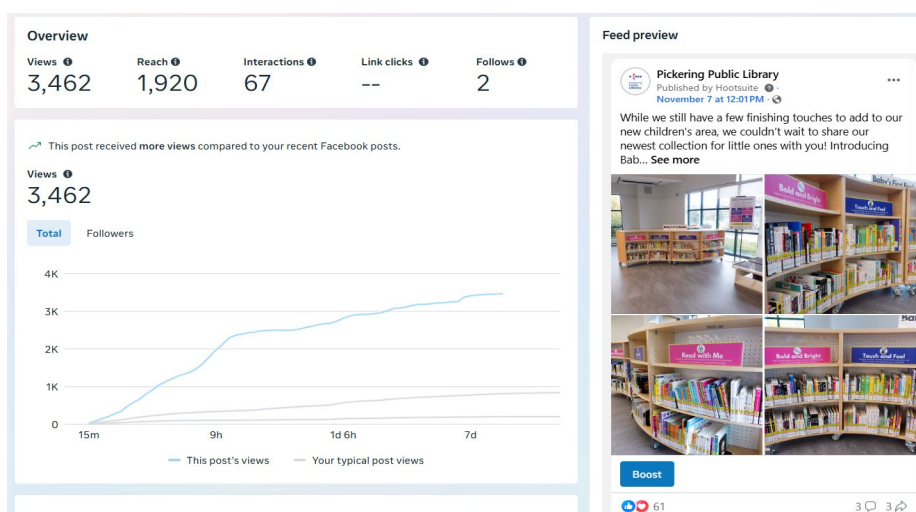 Overview
Views
3,462
Reach
1,920
Interactions
67
Link clicks
--
Follows
2
This post received more views compared to your recent Facebook posts.
Views
3,462
Total Followers
4K
3K
2K
1K
0
15m 9h 1d 6h 7d
This post's views Your typical post views
Feed preview
Pickering Public Library
Published by Hootsuite
November 7 at 12:01 PM ·
While we still have a few finishing touches to add to our
new children's area, we couldn't wait to share our
newest collection for little ones with you! Introducing
Bab... See more
Bold and Bright
Baby's First
Touch and Feel
Read with Me
Bold and Bright
Touch and Feel
Boost
61
3
3